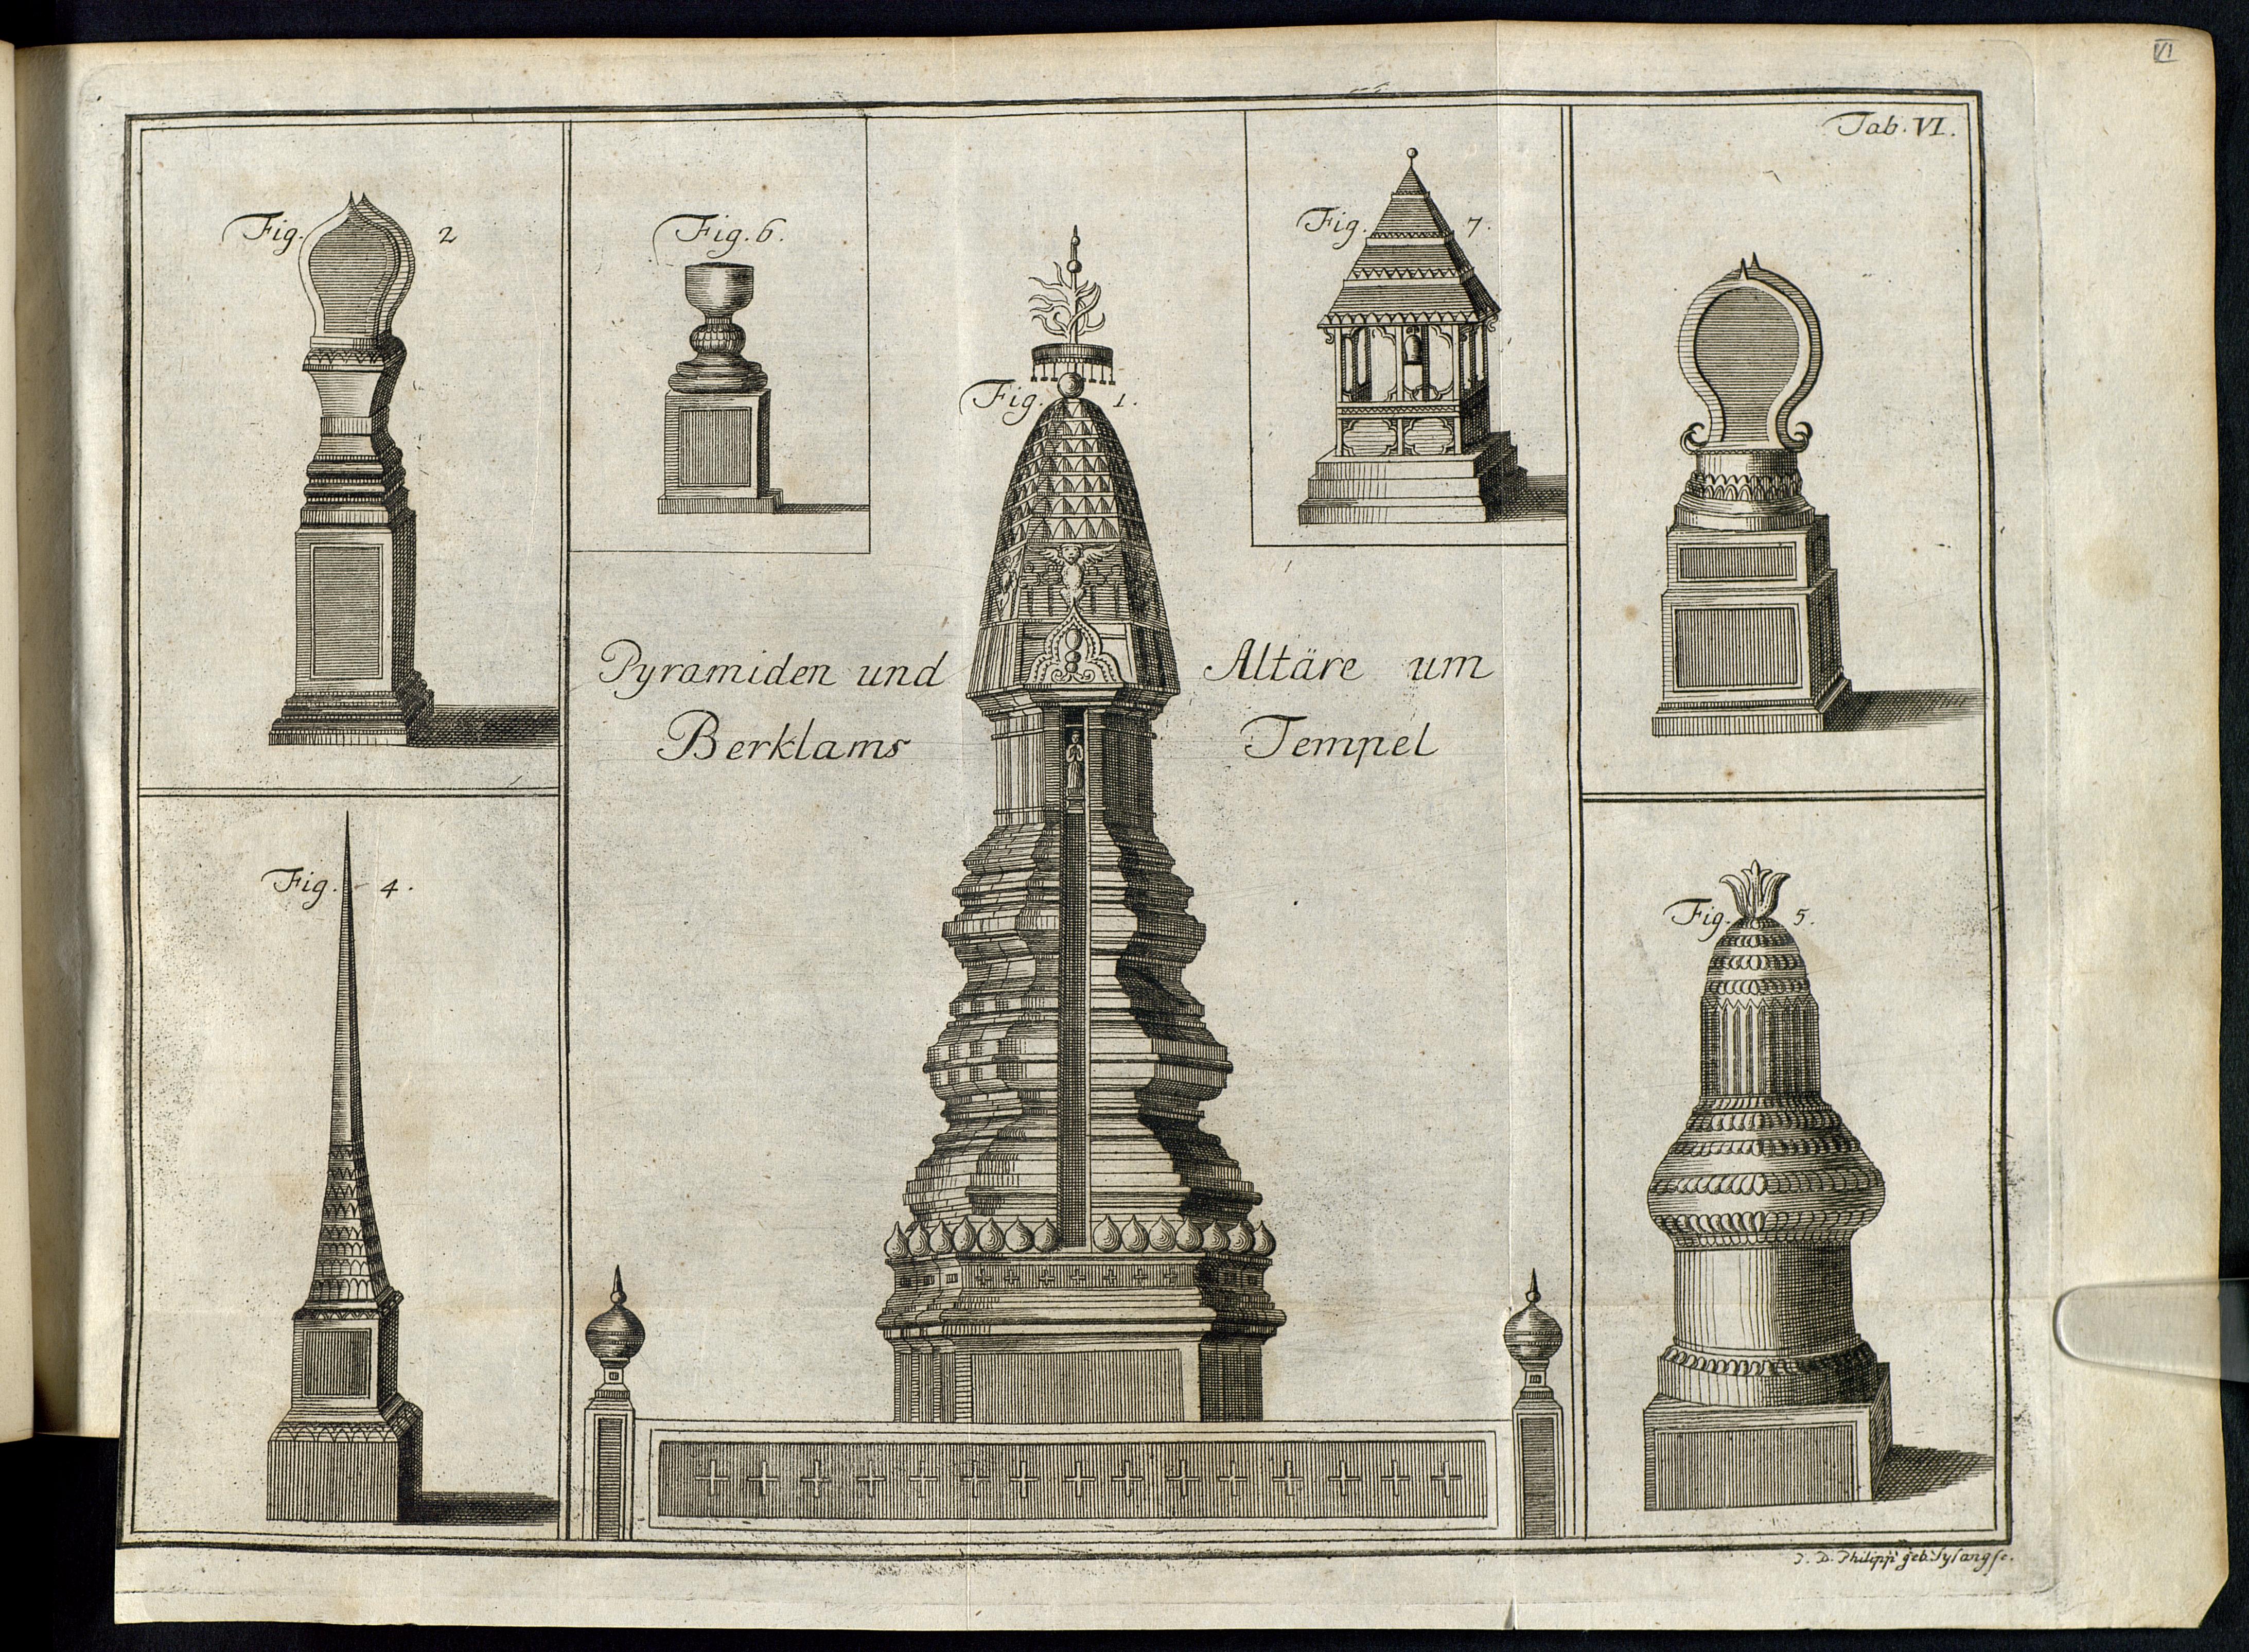 VI
Tab. VI.
Fig. 2
Fig. 6.
Fig. 7.
Fig. 1.
Pyramiden und Altäre um
Berklams Tempel
Fig. 4.
Fig. 5.
J. D. Philipp geb. Sysang sc.